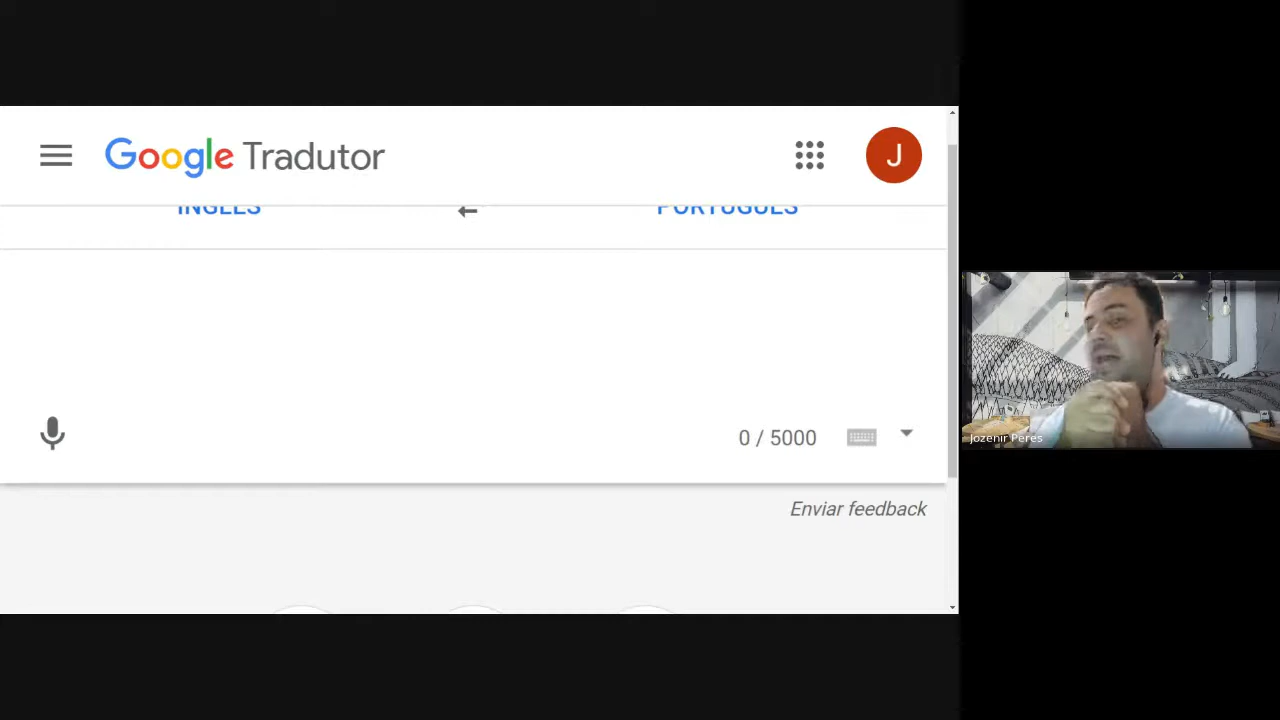 Google Tradutor
J
INGLÊS PORTUGUÊS
0 / 5000
Enviar feedback
Jozenir Peres